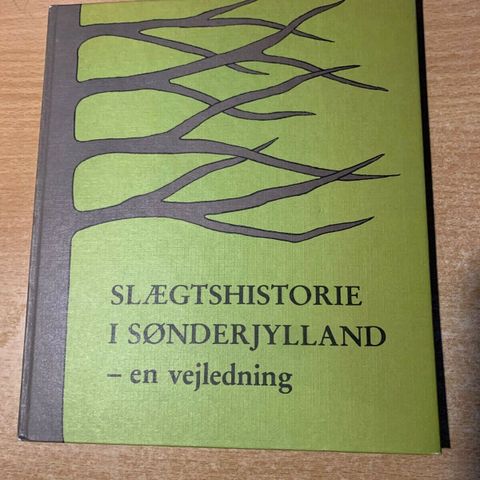 SLÆGTSHISTORIE
I SØNDERJYLLAND
– en vejledning